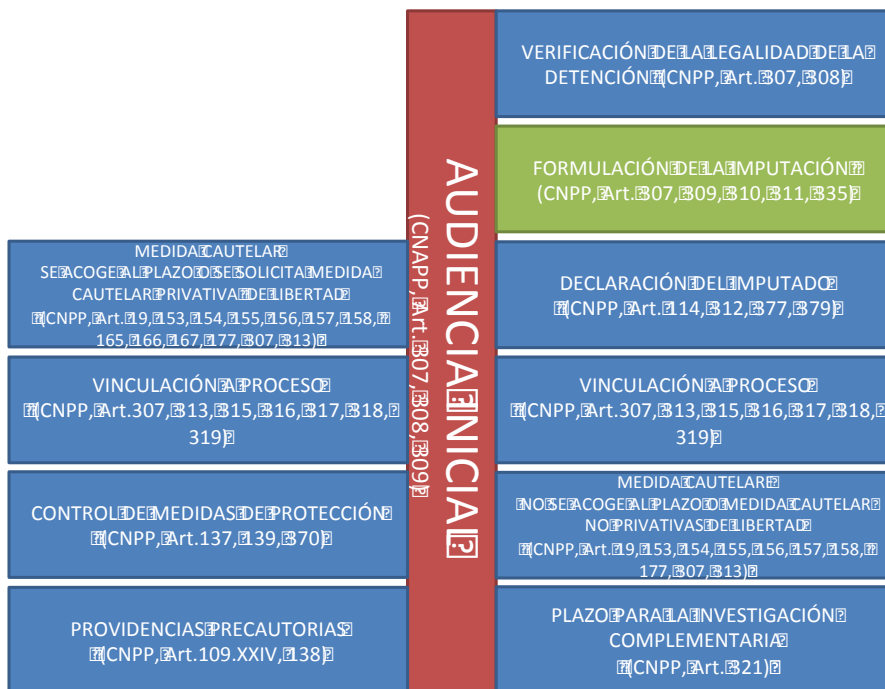 AUDIENCIA INICIAL
(CNAPP, Art. 307, 308, 309)
VERIFICACIÓN DE LA LEGALIDAD DE LA
DETENCIÓN (CNPP, Art. 307, 308)
FORMULACIÓN DE LA IMPUTACIÓN
(CNPP, Art. 307, 309, 310, 311, 335)
MEDIDA CAUTELAR
SE ACOGE AL PLAZO O SE SOLICITA MEDIDA
CAUTELAR PRIVATIVA DE LIBERTAD
(CNPP, Art. 19, 153, 154, 155, 156, 157, 158,
165, 166, 167, 177, 307, 313)
DECLARACIÓN DEL IMPUTADO
(CNPP, Art. 114, 312, 377, 379)
VINCULACIÓN A PROCESO
(CNPP, Art.307, 313, 315, 316, 317, 318,
319)
VINCULACIÓN A PROCESO
(CNPP, Art.307, 313, 315, 316, 317, 318,
319)
CONTROL DE MEDIDAS DE PROTECCIÓN
(CNPP, Art.137, 139, 370)
MEDIDA CAUTELARE
NO SE ACOGE AL PLAZO O MEDIDA CAUTELAR
NO PRIVATIVAS DE LIBERTAD
(CNPP, Art. 19, 153, 154, 155, 156, 157, 158,
177, 307, 313)
PROVIDENCIAS PRECAUTORIAS
(CNPP, Art.109.XXIV, 138)
PLAZO PARA LA INVESTIGACIÓN
COMPLEMENTARIA
(CNPP, Art. 321)